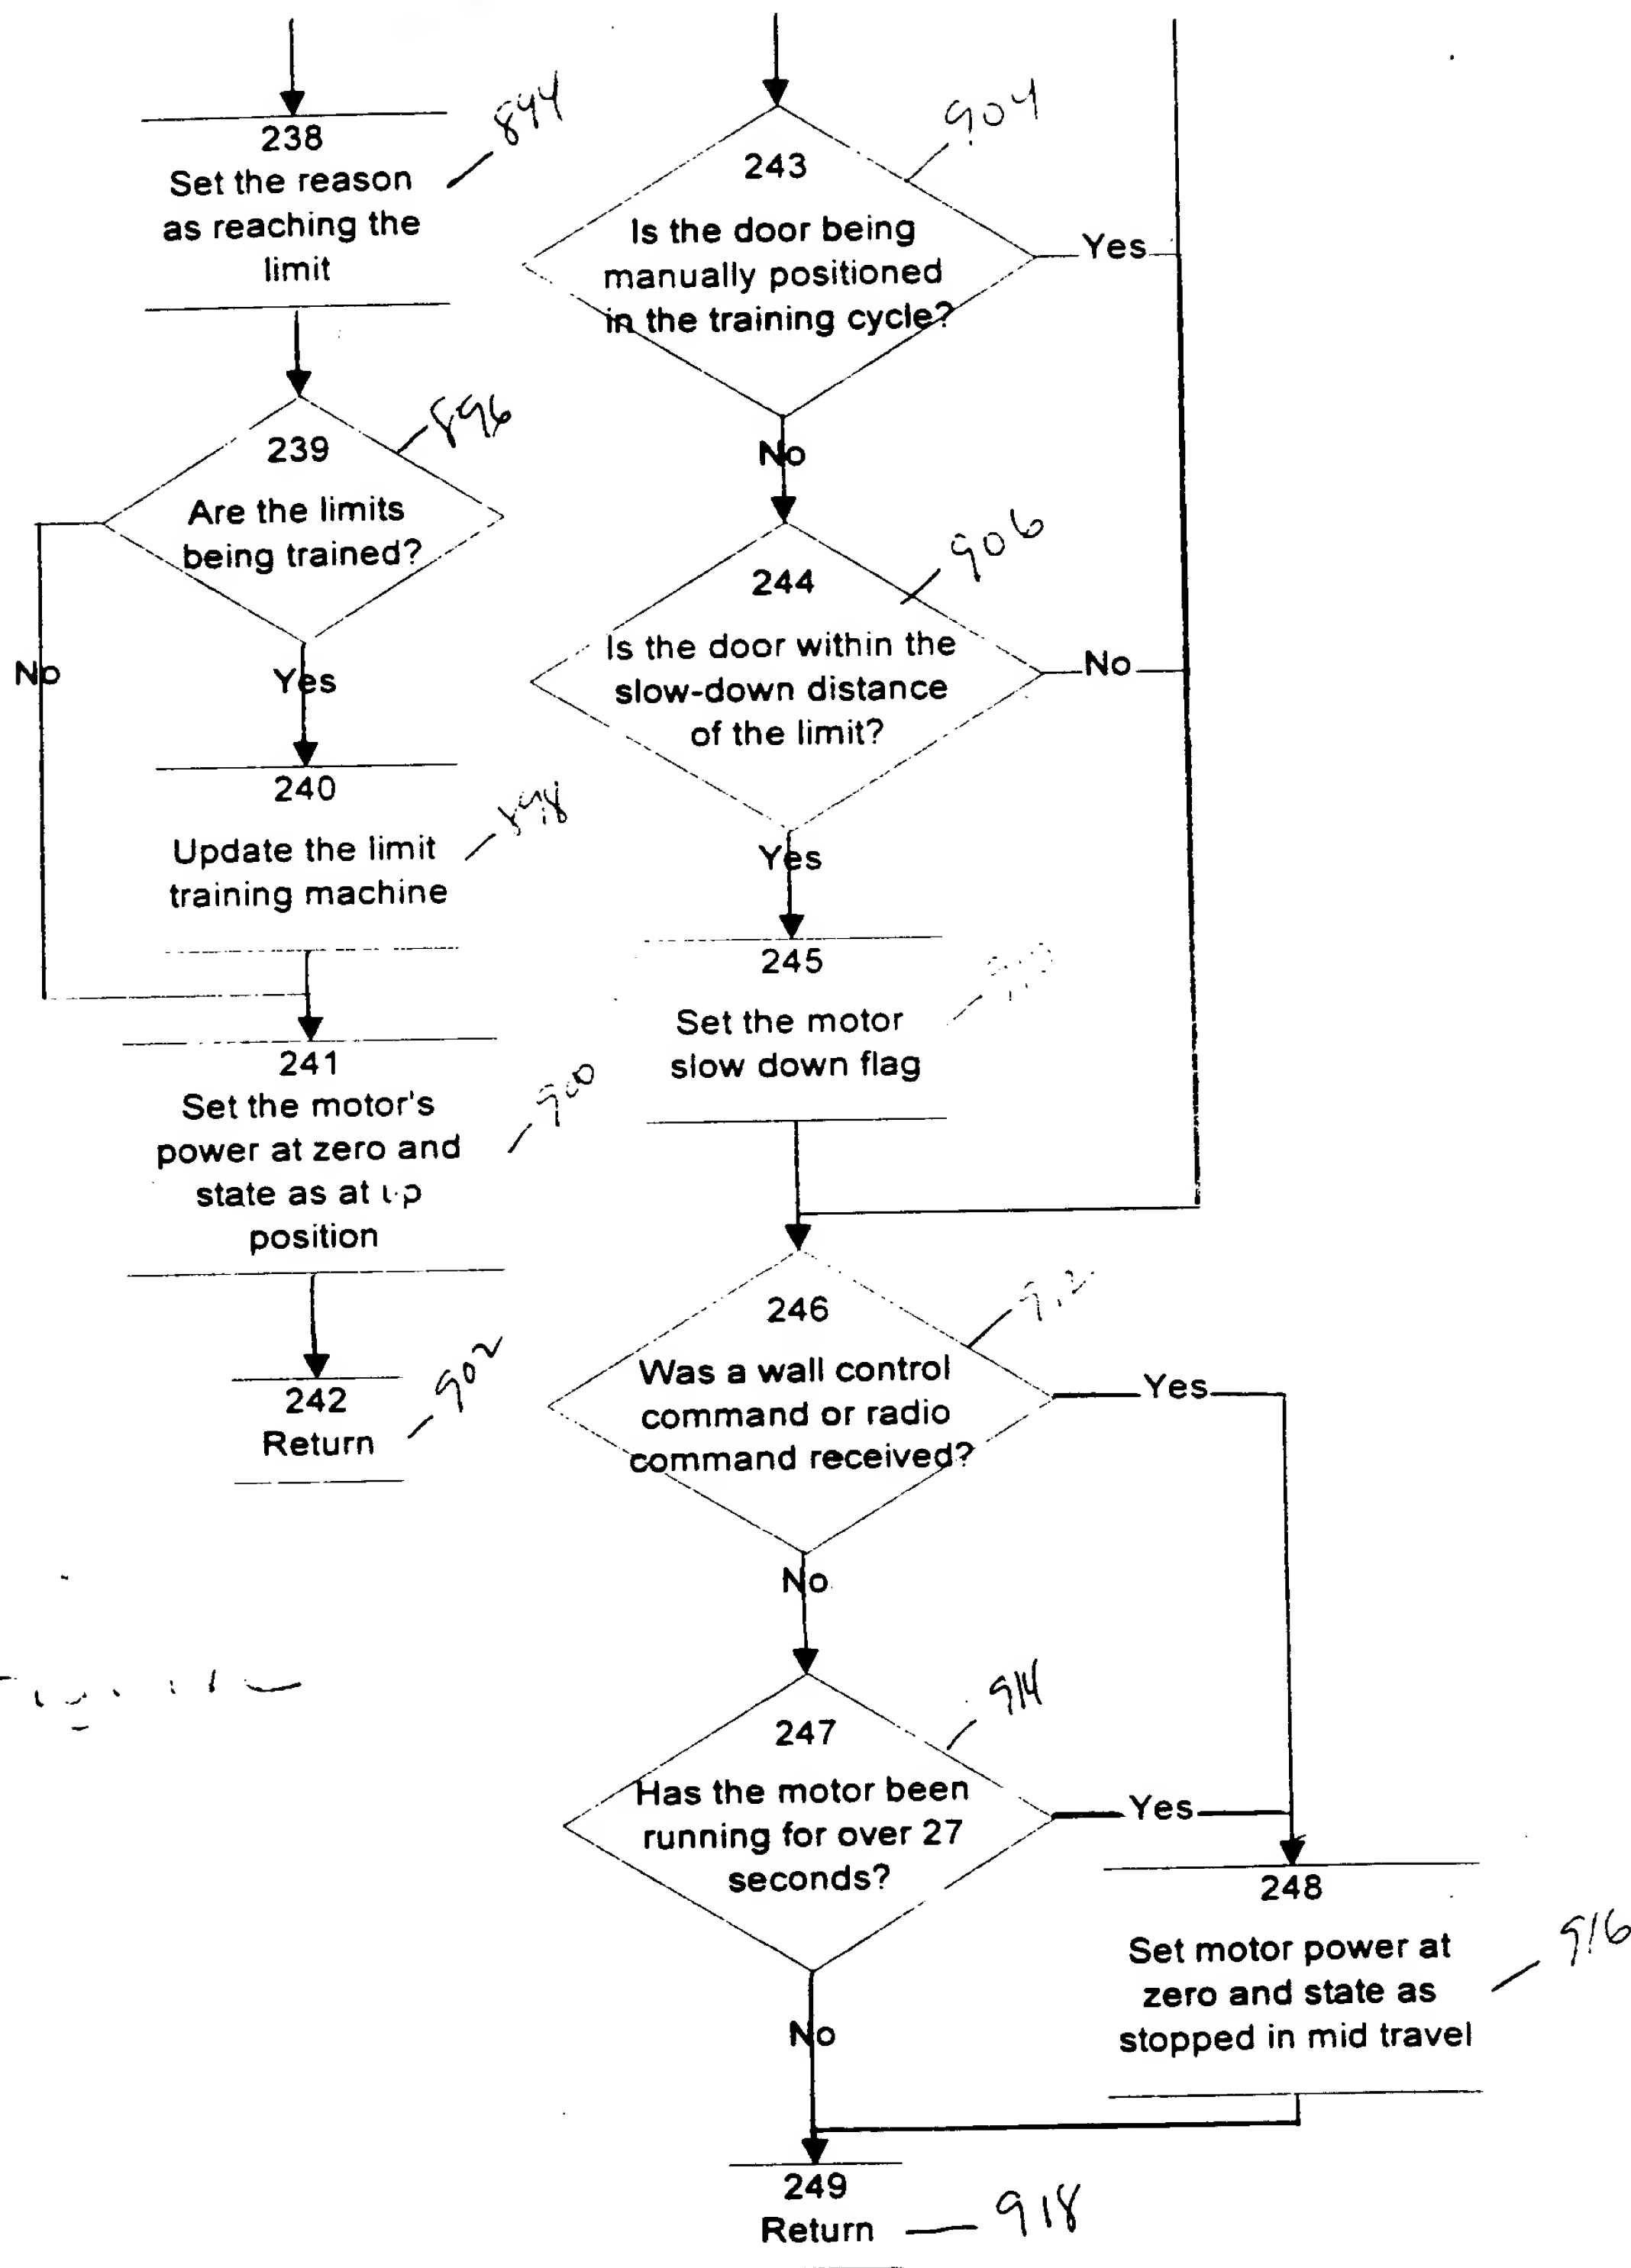 238
Set the reason
as reaching the
limit
844
239
Are the limits
being trained?
896
No
Yes
240
Update the limit
training machine
898
241
Set the motor's
power at zero and
state as at up
position
900
242
Return
902
243
Is the door being
manually positioned
in the training cycle?
904
Yes
No
244
Is the door within the
slow-down distance
of the limit?
906
No
Yes
245
Set the motor
slow down flag
246
Was a wall control
command or radio
command received?
912
Yes
No
247
Has the motor been
running for over 27
seconds?
914
Yes
No
248
Set motor power at
zero and state as
stopped in mid travel
916
249
Return
918